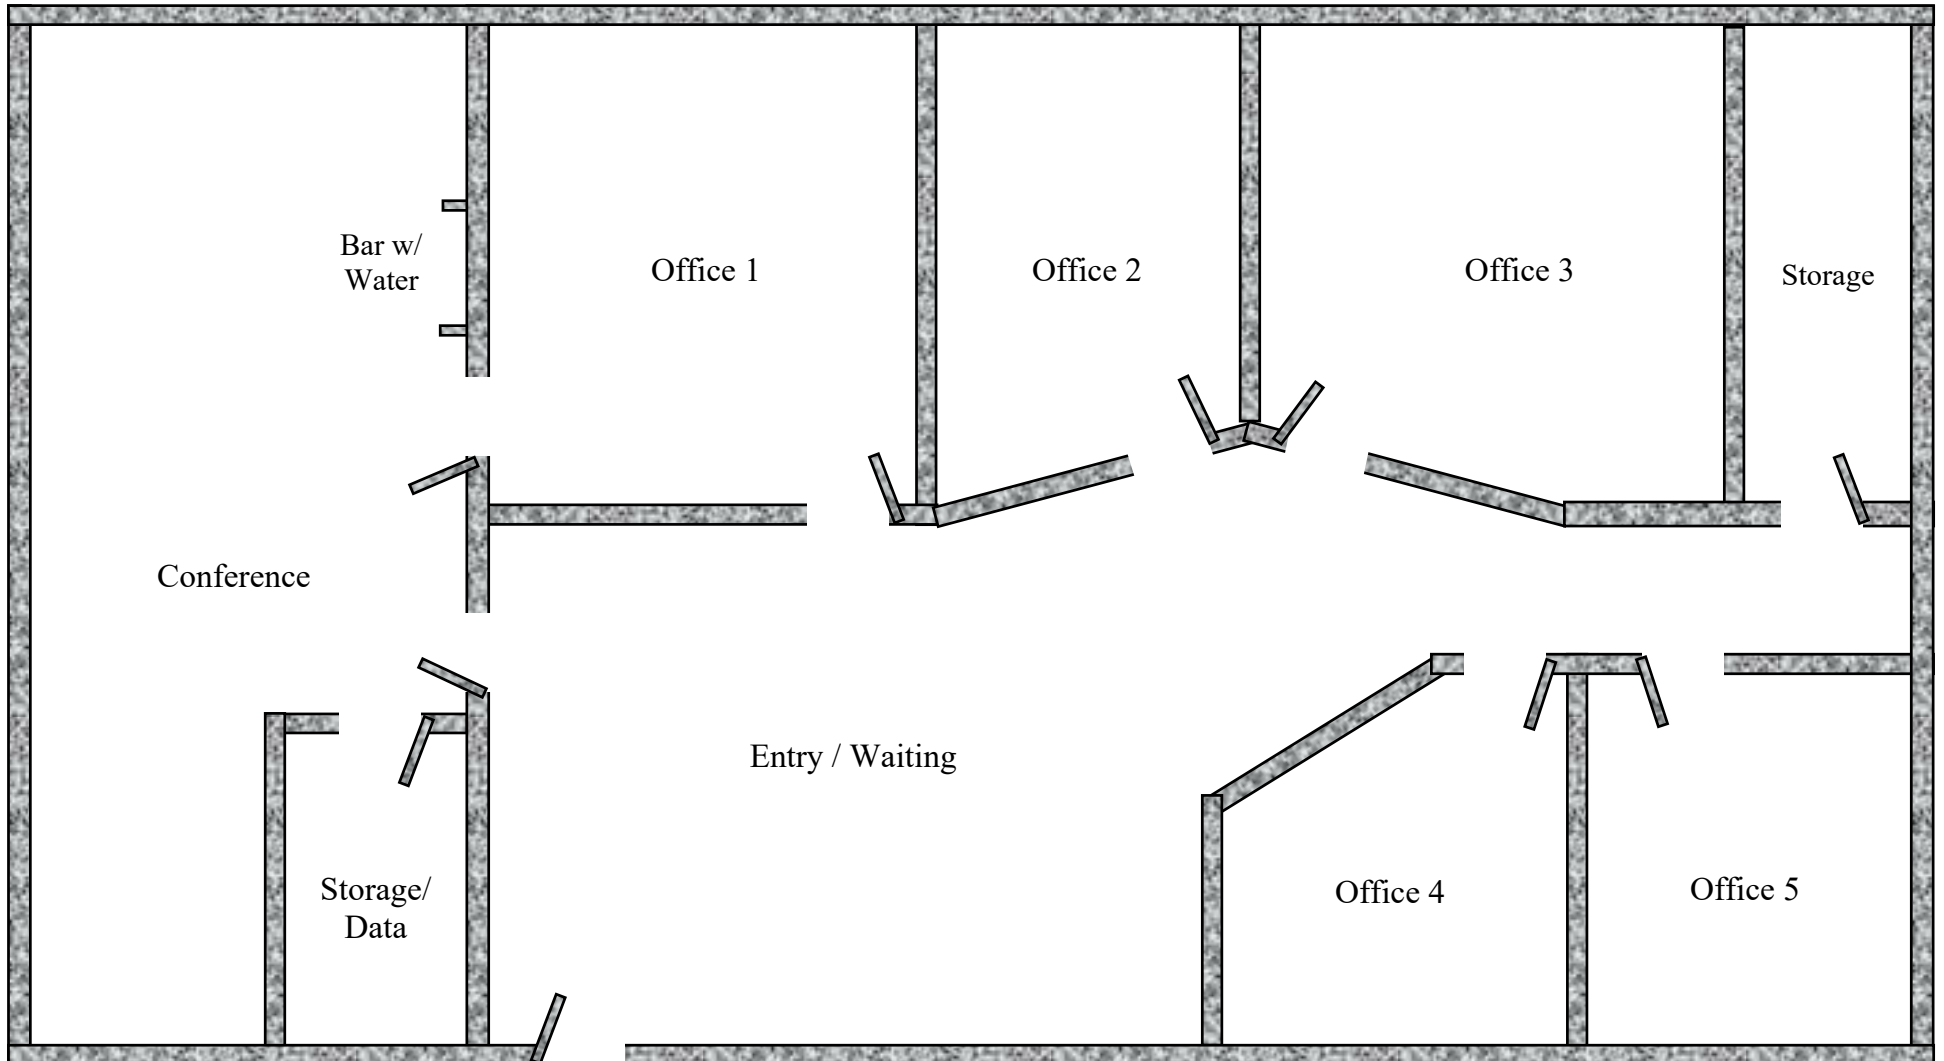 Bar w/
Water
Office 1
Office 2
Office 3
Storage
Conference
Entry / Waiting
Storage/
Data
Office 4
Office 5